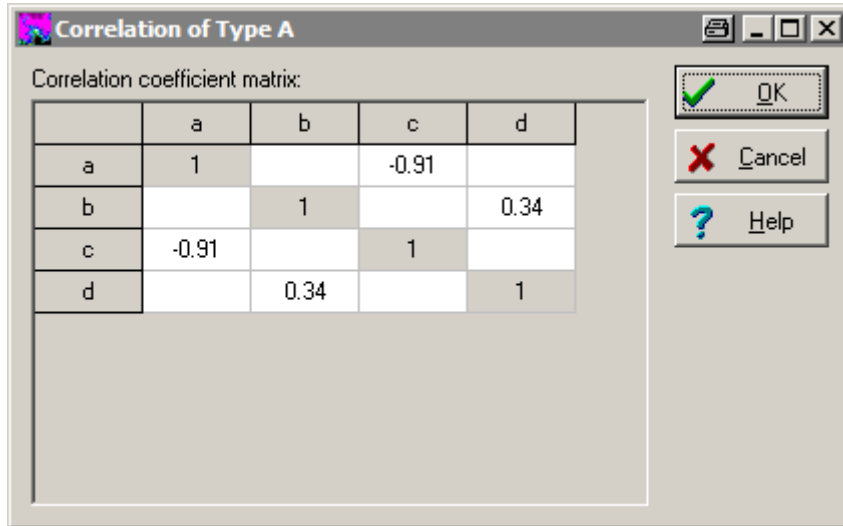 Correlation of Type A
Correlation coefficient matrix:
a b c d
a 1 -0.91
b 1 0.34
c -0.91 1
d 0.34 1
OK
Cancel
Help